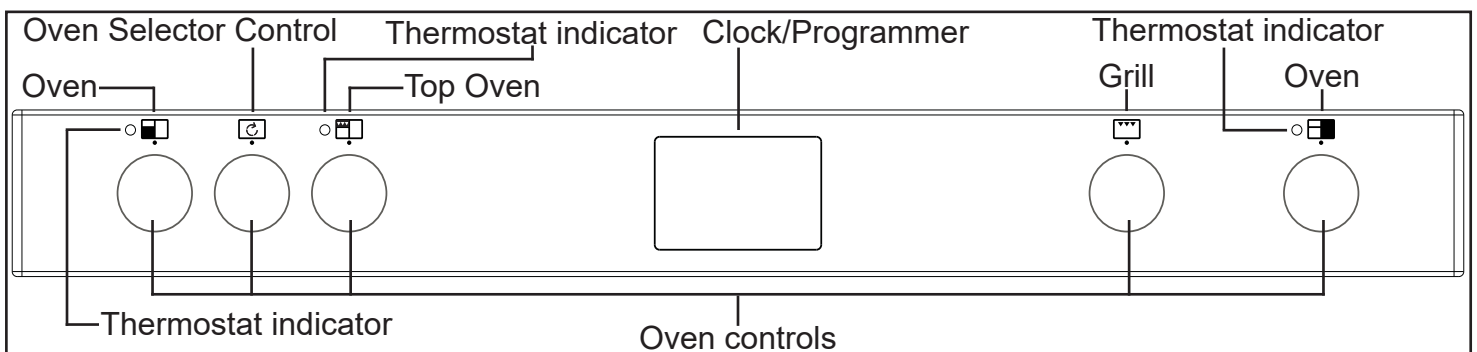 Oven Selector Control
Thermostat indicator
Clock/Programmer
Thermostat indicator
Oven
Top Oven
Grill
Oven
Thermostat indicator
Oven controls